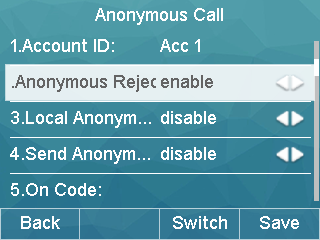 Anonymous Call
1.Account ID: Acc 1
.Anonymous Rejec enable
3.Local Anonym... disable
4.Send Anonym... disable
5.On Code:
Back Switch Save